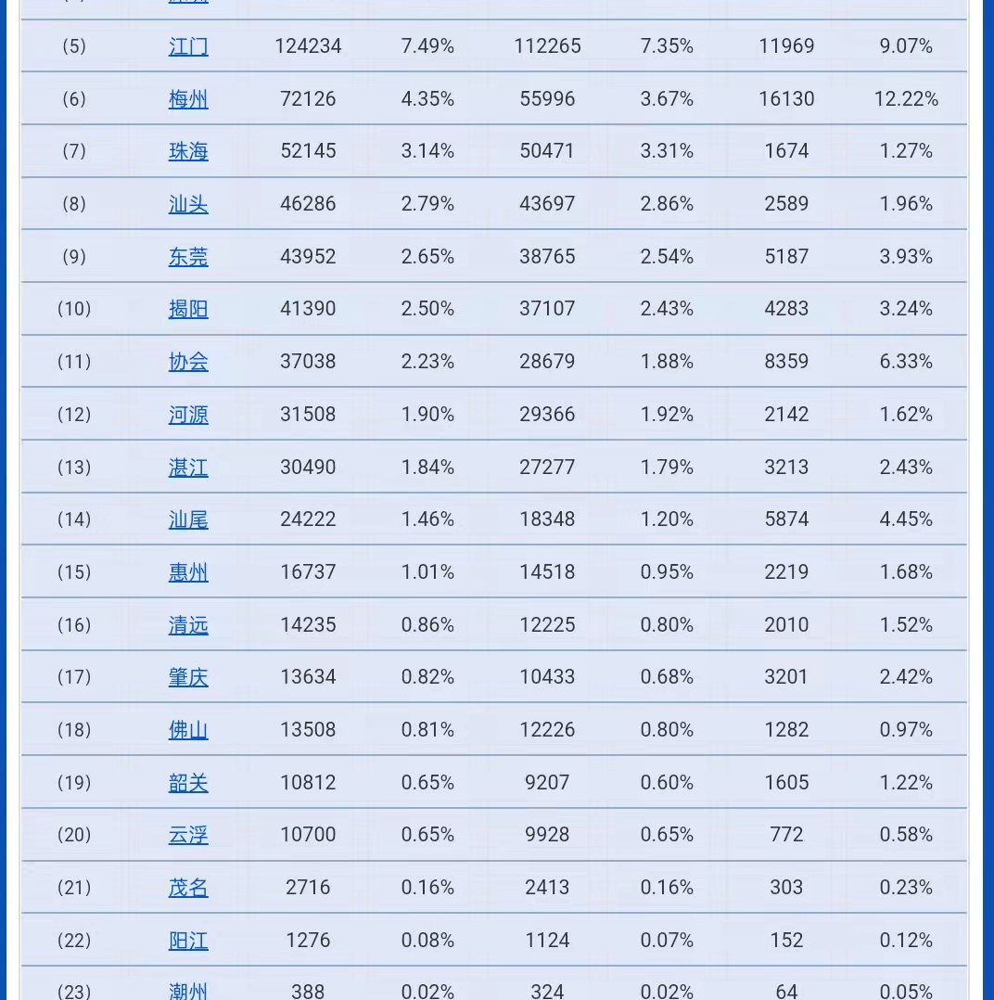 (5) 江门 124234 7.49% 112265 7.35% 11969 9.07%
(6) 梅州 72126 4.35% 55996 3.67% 16130 12.22%
(7) 珠海 52145 3.14% 50471 3.31% 1674 1.27%
(8) 汕头 46286 2.79% 43697 2.86% 2589 1.96%
(9) 东莞 43952 2.65% 38765 2.54% 5187 3.93%
(10) 揭阳 41390 2.50% 37107 2.43% 4283 3.24%
(11) 协会 37038 2.23% 28679 1.88% 8359 6.33%
(12) 河源 31508 1.90% 29366 1.92% 2142 1.62%
(13) 湛江 30490 1.84% 27277 1.79% 3213 2.43%
(14) 汕尾 24222 1.46% 18348 1.20% 5874 4.45%
(15) 惠州 16737 1.01% 14518 0.95% 2219 1.68%
(16) 清远 14235 0.86% 12225 0.80% 2010 1.52%
(17) 肇庆 13634 0.82% 10433 0.68% 3201 2.42%
(18) 佛山 13508 0.81% 12226 0.80% 1282 0.97%
(19) 韶关 10812 0.65% 9207 0.60% 1605 1.22%
(20) 云浮 10700 0.65% 9928 0.65% 772 0.58%
(21) 茂名 2716 0.16% 2413 0.16% 303 0.23%
(22) 阳江 1276 0.08% 1124 0.07% 152 0.12%
(23) 潮州 388 0.02% 324 0.02% 64 0.05%